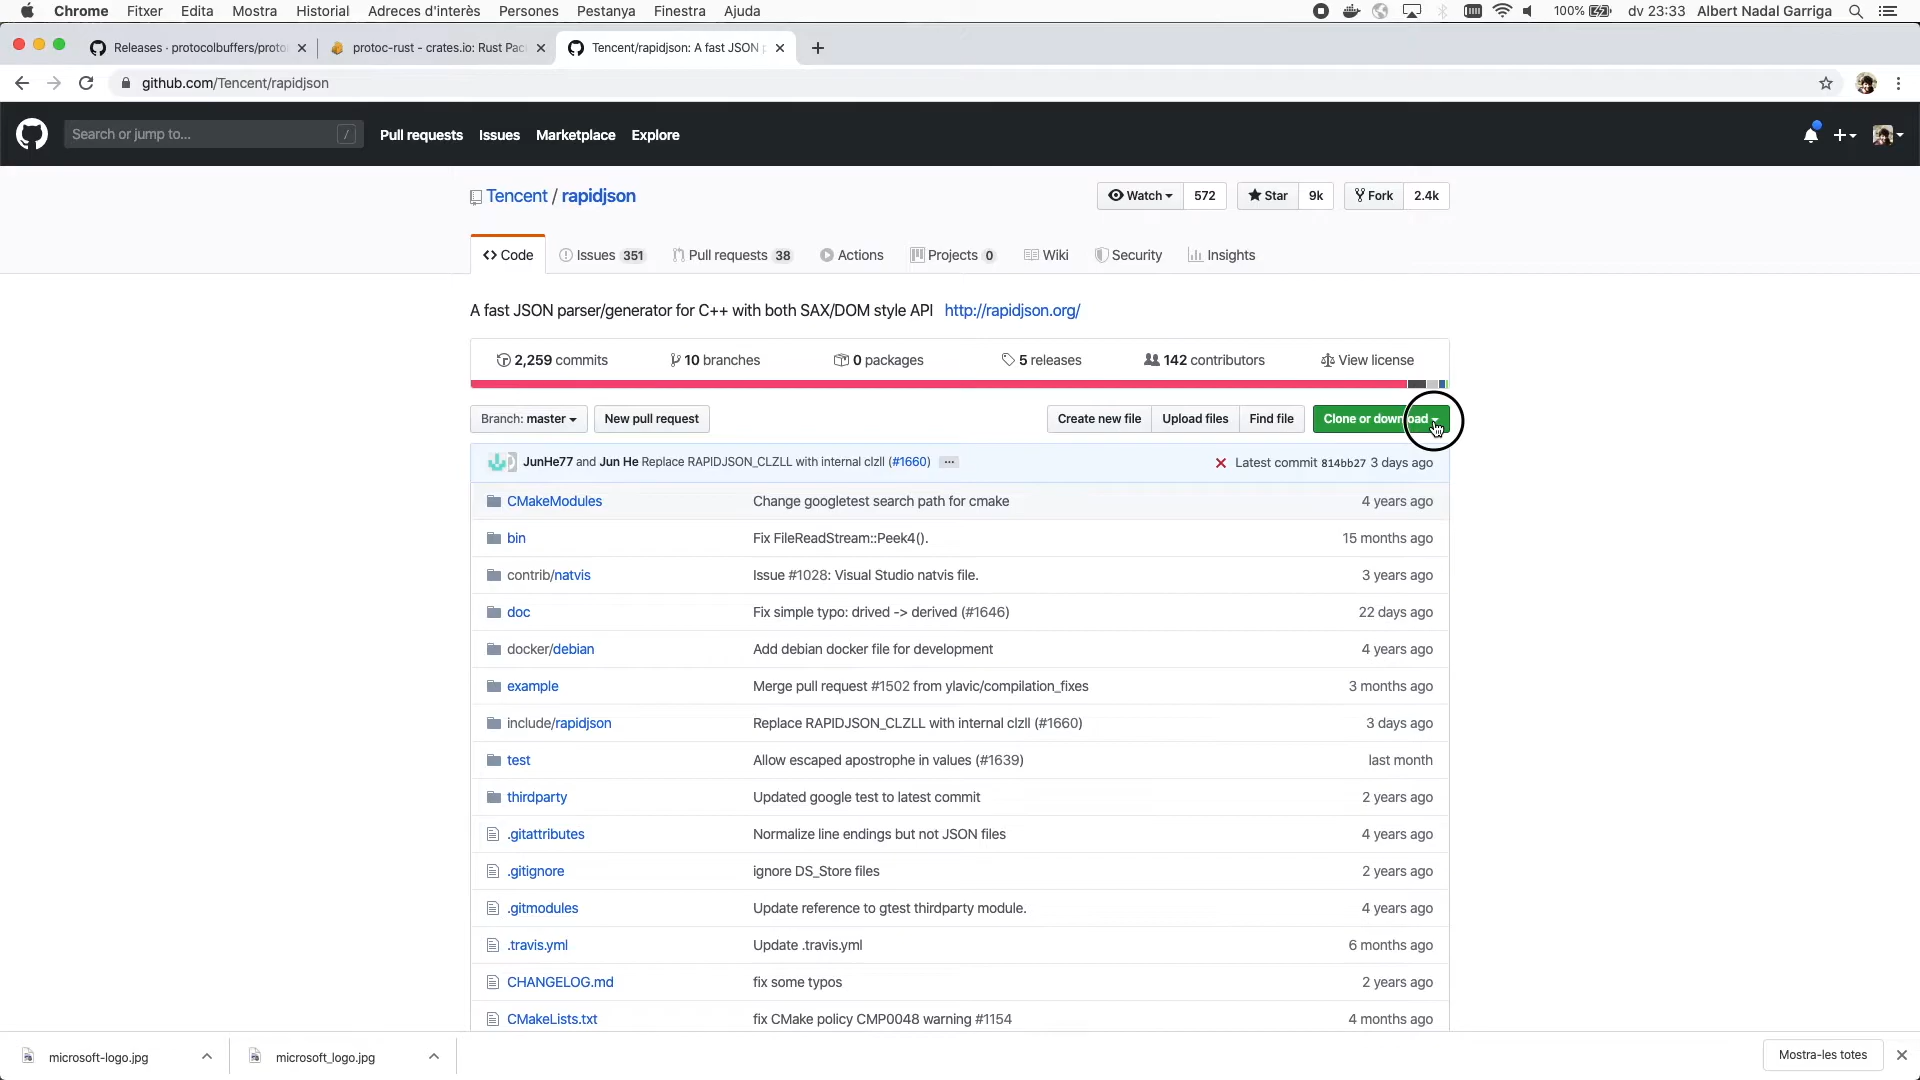 Chrome Fitxer Edita Mostra Historial Adreces d'interès Persones Pestanya Finestra Ajuda 100% dv 23:33 Albert Nadal Garriga
Releases · protocolbuffers/proto protoc-rust - crates.io: Rust Pac Tencent/rapidjson: A fast JSON p
github.com/Tencent/rapidjson
Search or jump to... / Pull requests Issues Marketplace Explore
Tencent / rapidjson Watch 572 Star 9k Fork 2.4k
Code Issues 351 Pull requests 38 Actions Projects 0 Wiki Security Insights
A fast JSON parser/generator for C++ with both SAX/DOM style API http://rapidjson.org/
2,259 commits 10 branches 0 packages 5 releases 142 contributors View license
Branch: master New pull request Create new file Upload files Find file Clone or download
JunHe77 and Jun He Replace RAPIDJSON_CLZLL with internal clzll (#1660) ... Latest commit 814bb27 3 days ago
CMakeModules Change googletest search path for cmake 4 years ago
bin Fix FileReadStream::Peek4(). 15 months ago
contrib/natvis Issue #1028: Visual Studio natvis file. 3 years ago
doc Fix simple typo: drived -> derived (#1646) 22 days ago
docker/debian Add debian docker file for development 4 years ago
example Merge pull request #1502 from ylavic/compilation_fixes 3 months ago
include/rapidjson Replace RAPIDJSON_CLZLL with internal clzll (#1660) 3 days ago
test Allow escaped apostrophe in values (#1639) last month
thirdparty Updated google test to latest commit 2 years ago
.gitattributes Normalize line endings but not JSON files 4 years ago
.gitignore ignore DS_Store files 2 years ago
.gitmodules Update reference to gtest thirdparty module. 4 years ago
.travis.yml Update .travis.yml 6 months ago
CHANGELOG.md fix some typos 2 years ago
CMakeLists.txt fix CMake policy CMP0048 warning #1154 4 months ago
microsoft-logo.jpg microsoft_logo.jpg Mostra-les totes